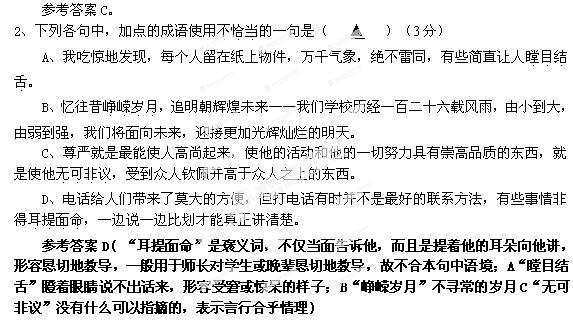 参考答案C。
2、下列各句中，加点的成语使用不恰当的一句是（ ▲ ）（3分）
A、我吃惊地发现，每个人留在纸上物件，万千气象，绝不雷同，有些简直让人瞠目结
舌。
B、忆往昔峥嵘岁月，追明朝辉煌未来一一我们学校历经一百二十六载风雨，由小到大，
由弱到强，我们将面向未来，迎接更加光辉灿烂的明天。
C、尊严就是最能使人高尚起来，使他的活动和他的一切努力具有崇高品质的东西，就
是使他无可非议，受到众人钦佩并高于众人之上的东西。
D、电话给人们带来了莫大的方便，但打电话有时并不是最好的联系方法，有些事情非
得耳提面命，一边说一边比划才能真正讲清楚。
参考答案D(“耳提面命”是褒义词，不仅当面告诉他，而且是提着他的耳朵向他讲，
形容恳切地教导，一般用于师长对学生或晚辈恳切地教导，故不合本句中语境；A“瞠目结
舌”瞪着眼睛说不出话来，形容受窘或惊呆的样子；B“峥嵘岁月”不寻常的岁月C“无可
非议”没有什么可以指摘的，表示言行合乎情理)